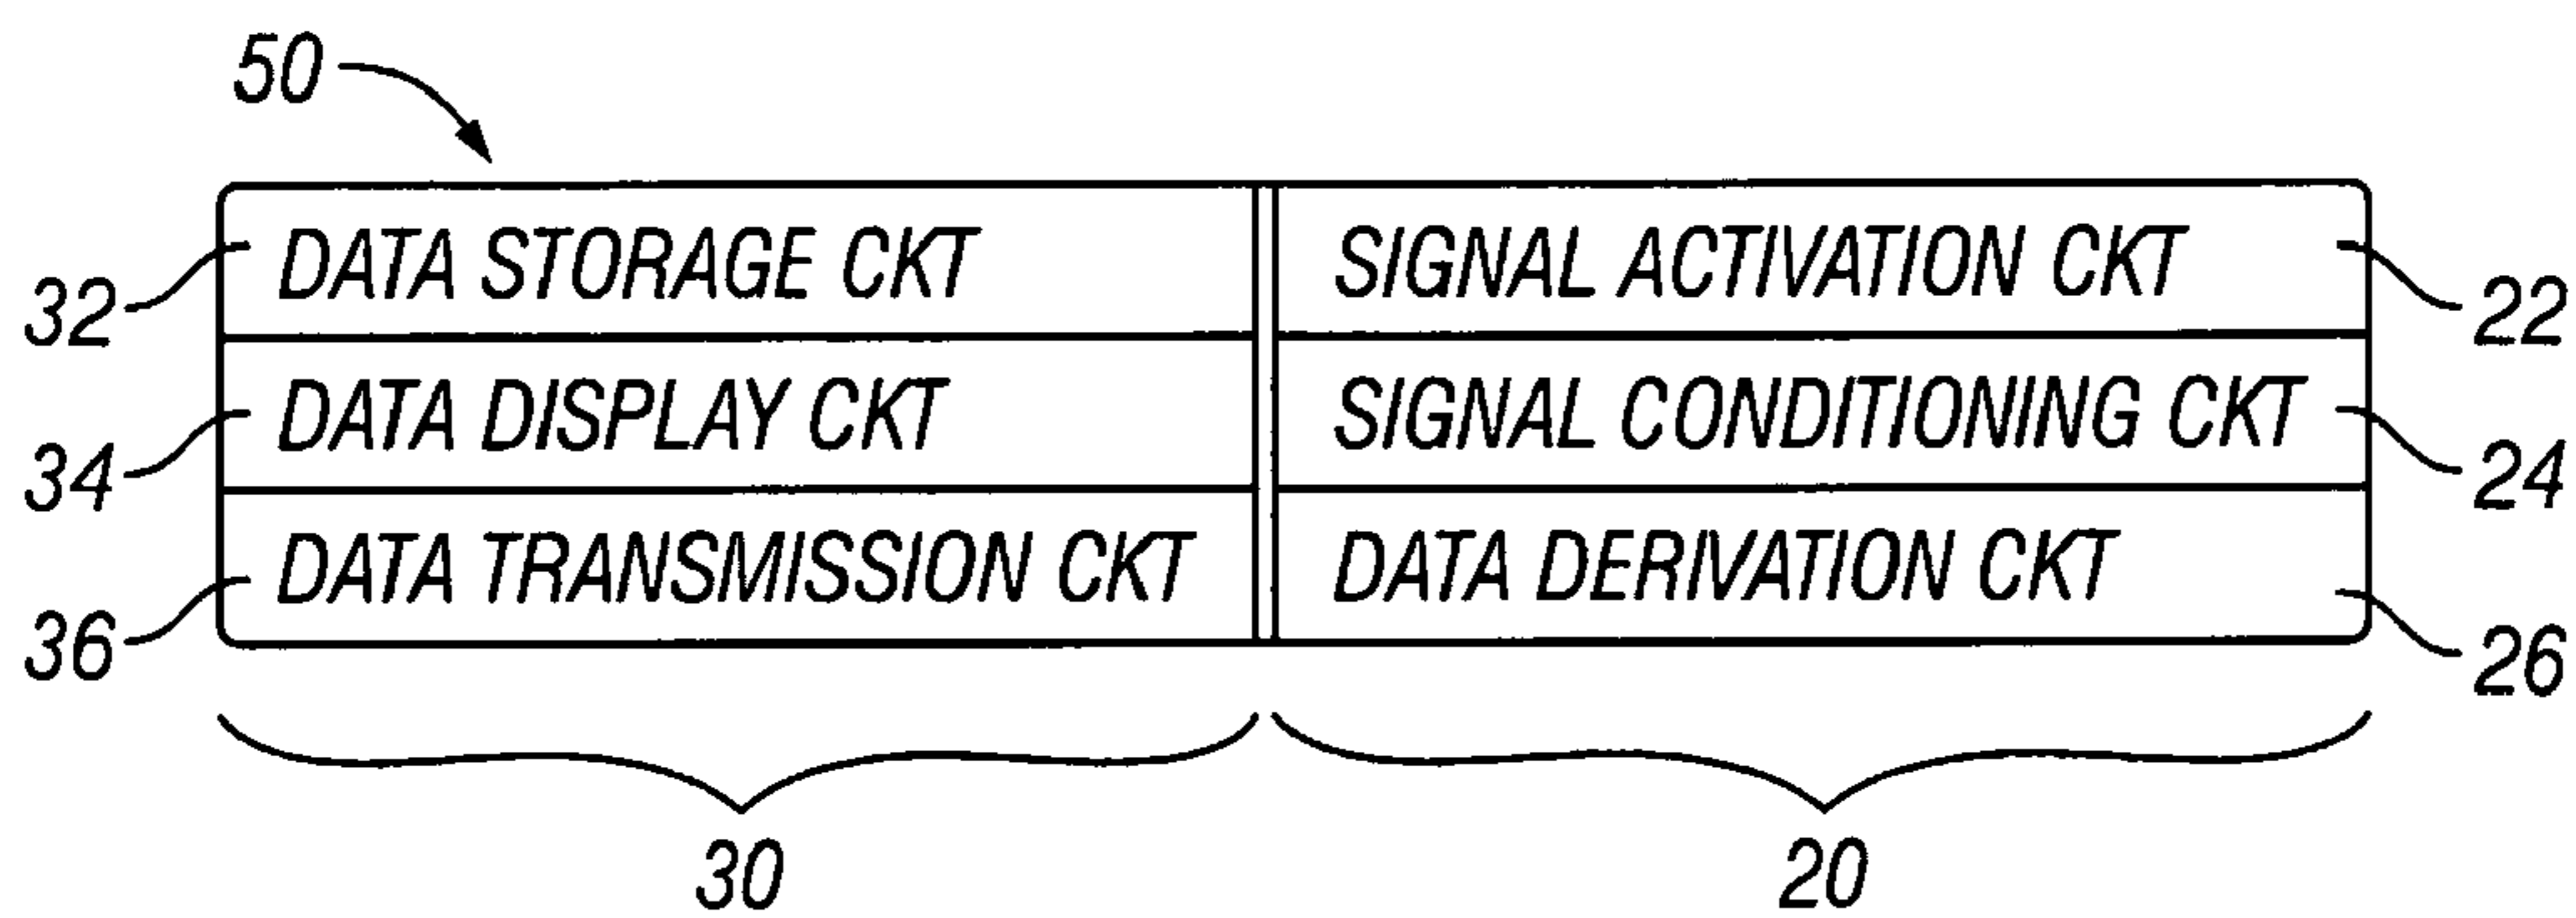 50
32 DATA STORAGE CKT SIGNAL ACTIVATION CKT 22
34 DATA DISPLAY CKT SIGNAL CONDITIONING CKT 24
36 DATA TRANSMISSION CKT DATA DERIVATION CKT 26
30 20